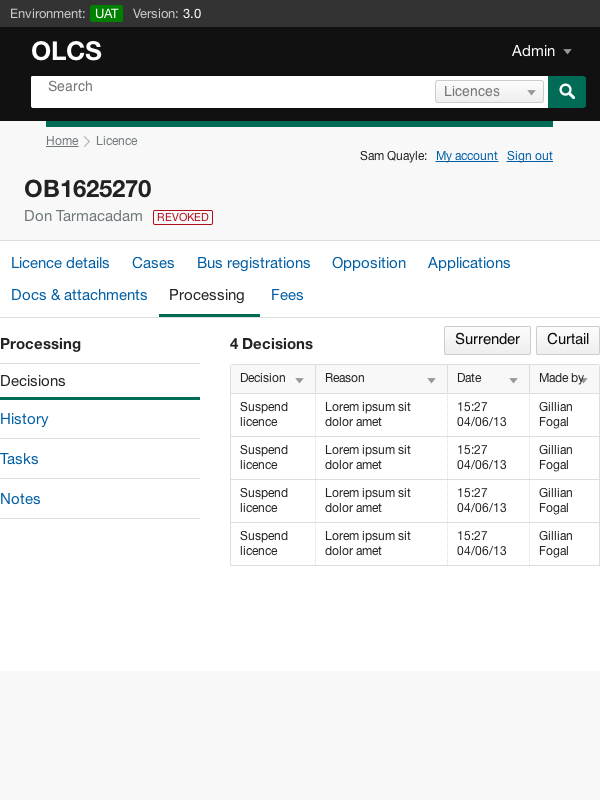 Environment: UAT Version: 3.0
OLCS
Admin
Search
Licences
Home Licence
Sam Quayle: My account Sign out
OB1625270
Don Tarmacadam REVOKED
Licence details Cases Bus registrations Opposition Applications
Docs & attachments Processing Fees
Processing
Decisions
History
Tasks
Notes
4 Decisions
Surrender Curtail
Decision Reason Date Made by
Suspend Lorem ipsum sit 15:27 Gillian
licence dolor amet 04/06/13 Fogal
Suspend Lorem ipsum sit 15:27 Gillian
licence dolor amet 04/06/13 Fogal
Suspend Lorem ipsum sit 15:27 Gillian
licence dolor amet 04/06/13 Fogal
Suspend Lorem ipsum sit 15:27 Gillian
licence dolor amet 04/06/13 Fogal